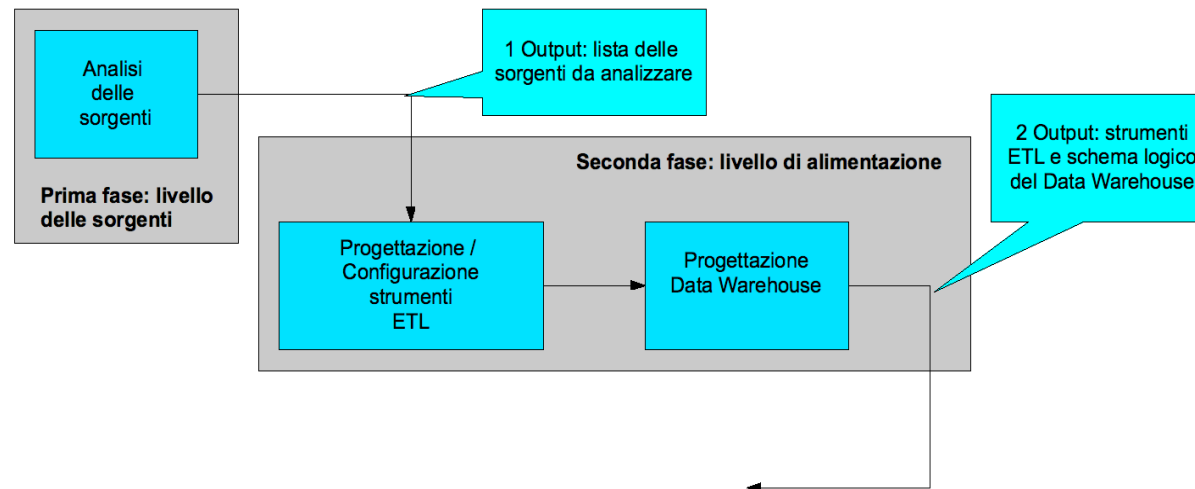 Analisi
delle
sorgenti
Prima fase: livello
delle sorgenti
1 Output: lista delle
sorgenti da analizzare
Seconda fase: livello di alimentazione
2 Output: strumenti
ETL e schema logico
del Data Warehouse
Progettazione /
Configurazione
strumenti
ETL
Progettazione
Data Warehouse